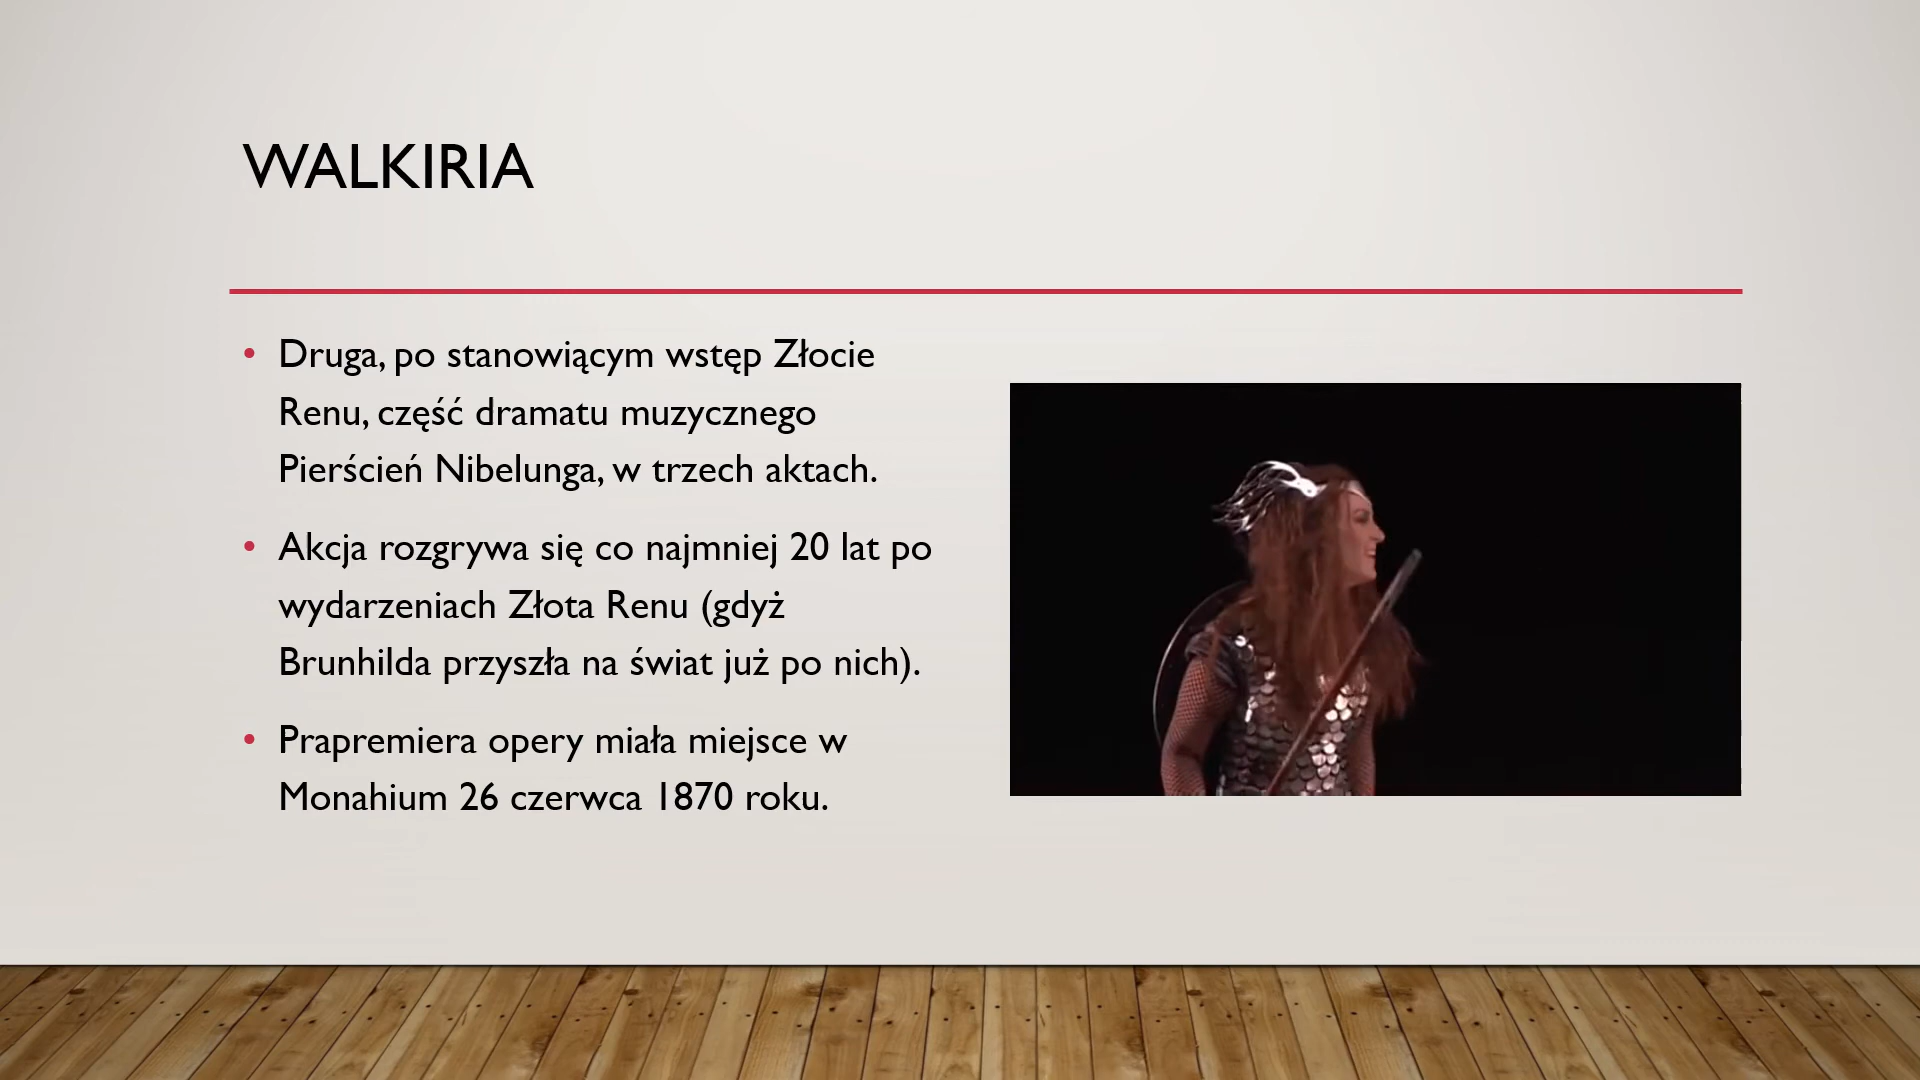 WALKIRIA
• Druga, po stanowiącym wstęp Złocie
Renu, część dramatu muzycznego
Pierścień Nibelunga, w trzech aktach.
• Akcja rozgrywa się co najmniej 20 lat po
wydarzeniach Złota Renu (gdyż
Brunhilda przyszła na świat już po nich).
• Prapremiera opery miała miejsce w
Monahium 26 czerwca 1870 roku.